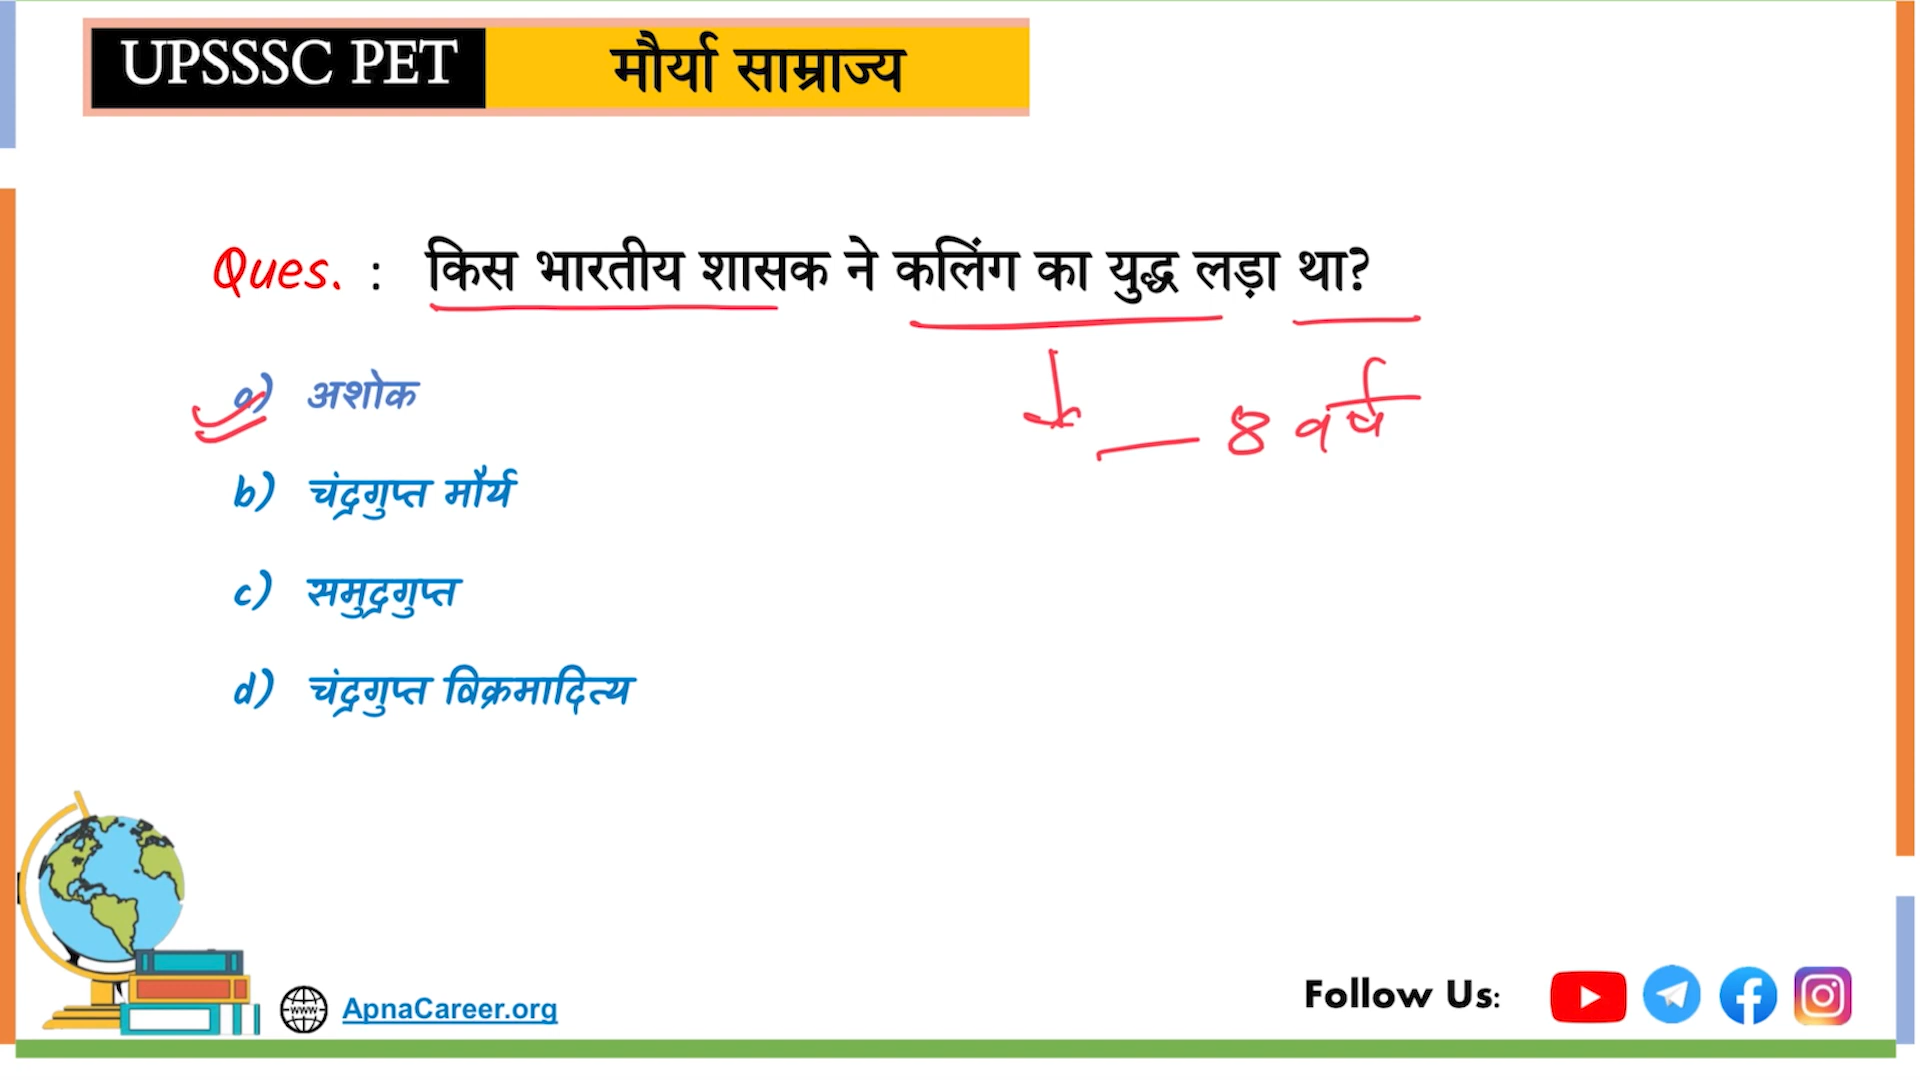 UPSSSC PET
मौर्या साम्राज्य
Ques. : किस भारतीय शासक ने कलिंग का युद्ध लड़ा था?
a) अशोक
8 वर्ष
b) चंद्रगुप्त मौर्य
c) समुद्रगुप्त
d) चंद्रगुप्त विक्रमादित्य
www
ApnaCareer.org
Follow Us: